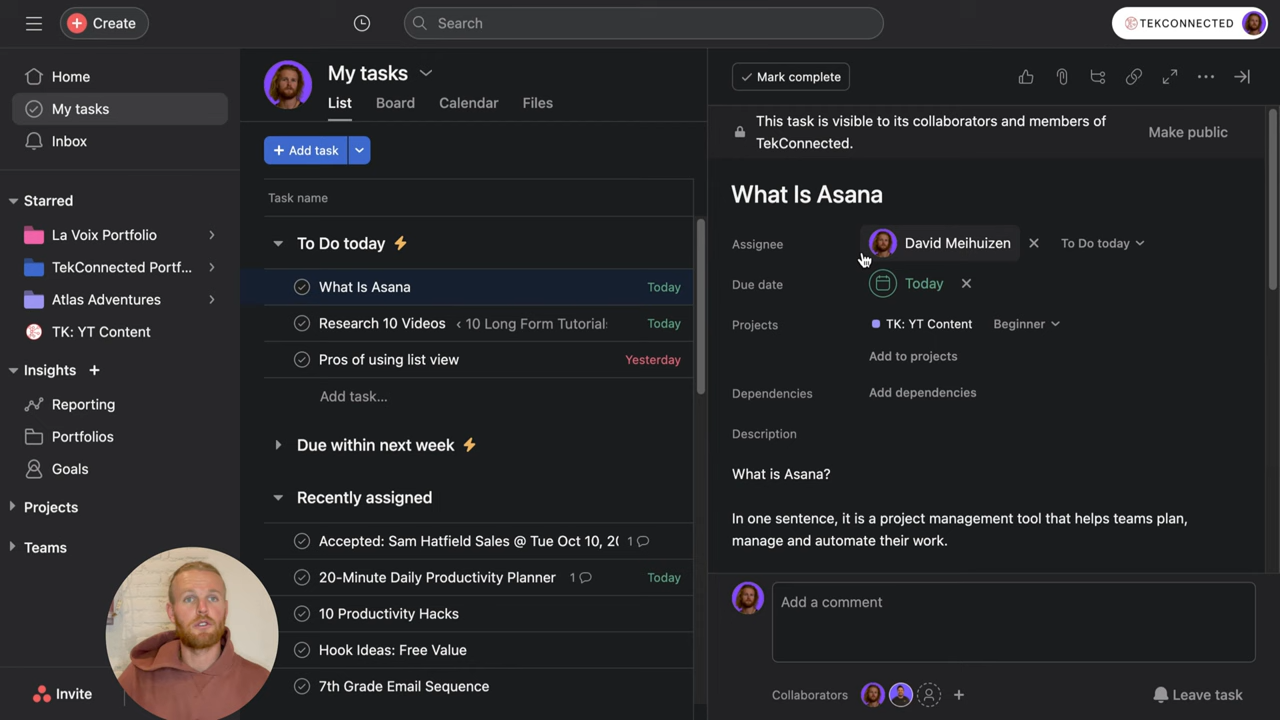 Create
Search
TEKCONNECTED
Home
My tasks
Inbox
Starred
La Voix Portfolio
TekConnected Portf...
Atlas Adventures
TK: YT Content
Insights
Reporting
Portfolios
Goals
Projects
Teams
Invite
My tasks
List Board Calendar Files
+ Add task
Task name
To Do today
What Is Asana Today
Research 10 Videos ‹ 10 Long Form Tutorial Today
Pros of using list view Yesterday
Add task...
Due within next week
Recently assigned
Accepted: Sam Hatfield Sales @ Tue Oct 10, 20 1
20-Minute Daily Productivity Planner 1 Today
10 Productivity Hacks
Hook Ideas: Free Value
7th Grade Email Sequence
Mark complete
This task is visible to its collaborators and members of
TekConnected.
Make public
What Is Asana
Assignee David Meihuizen To Do today
Due date Today
Projects TK: YT Content Beginner
Add to projects
Dependencies Add dependencies
Description
What is Asana?
In one sentence, it is a project management tool that helps teams plan,
manage and automate their work.
Add a comment
Collaborators Leave task